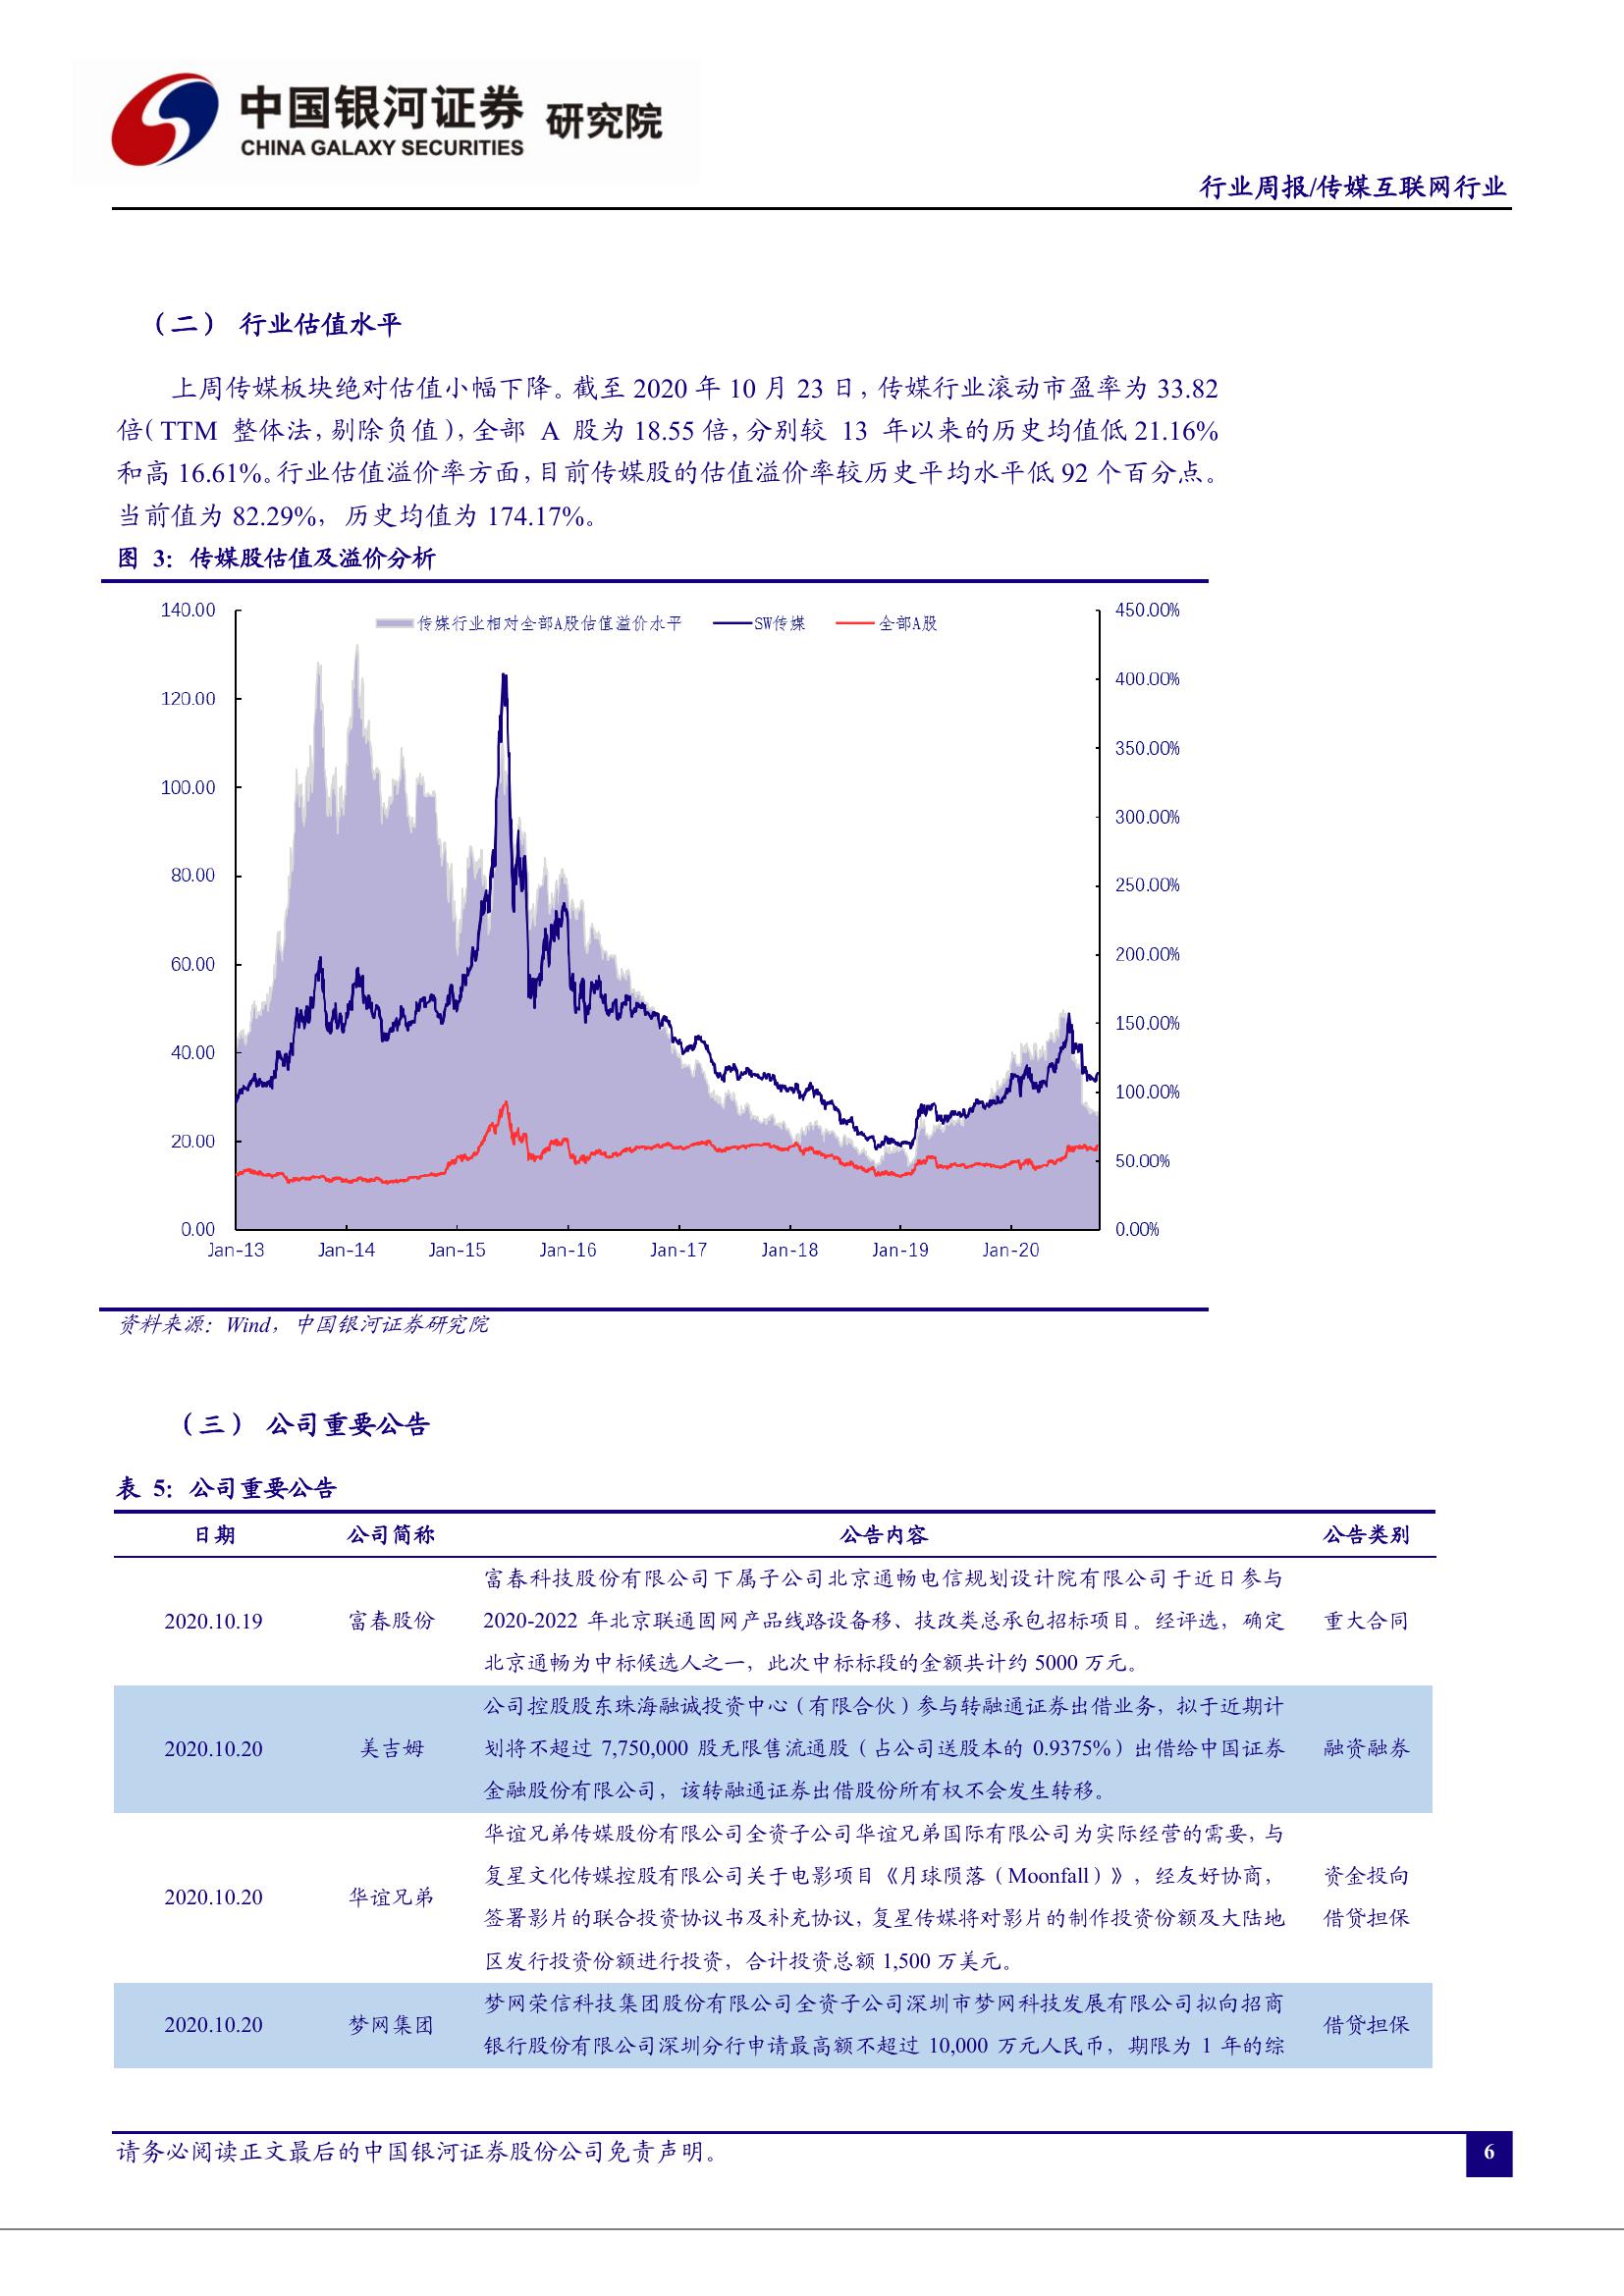 中国银河证券 研究院
CHINA GALAXY SECURITIES
行业周报/传媒互联网行业
（二） 行业估值水平
上周传媒板块绝对估值小幅下降。截至 2020 年 10 月 23 日，传媒行业滚动市盈率为 33.82
倍（TTM 整体法，剔除负值），全部 A 股为 18.55 倍，分别较 13 年以来的历史均值低 21.16%
和高 16.61%。行业估值溢价率方面，目前传媒股的估值溢价率较历史平均水平低 92 个百分点。
当前值为 82.29%，历史均值为 174.17%。
图 3：传媒股估值及溢价分析
140.00 450.00%
传媒行业相对全部A股估值溢价水平 SW传媒 全部A股
400.00%
120.00
350.00%
100.00
300.00%
80.00
250.00%
60.00
200.00%
150.00%
40.00
100.00%
20.00
50.00%
0.00 0.00%
Jan-13 Jan-14 Jan-15 Jan-16 Jan-17 Jan-18 Jan-19 Jan-20
资料来源：Wind，中国银河证券研究院
（三） 公司重要公告
表 5：公司重要公告
日期 公司简称 公告内容 公告类别
富春科技股份有限公司下属子公司北京通畅电信规划设计院有限公司于近日参与
2020.10.19 富春股份 2020-2022 年北京联通固网产品线路设备移、技改类总承包招标项目。经评选，确定 重大合同
北京通畅为中标候选人之一，此次中标标段的金额共计约 5000 万元。
公司控股股东珠海融诚投资中心（有限合伙）参与转融通证券出借业务，拟于近期计
2020.10.20 美吉姆 划将不超过 7,750,000 股无限售流通股（占公司送股本的 0.9375%）出借给中国证券 融资融券
金融股份有限公司，该转融通证券出借股份所有权不会发生转移。
华谊兄弟传媒股份有限公司全资子公司华谊兄弟国际有限公司为实际经营的需要，与
复星文化传媒控股有限公司关于电影项目《月球陨落（Moonfall）》，经友好协商， 资金投向
2020.10.20 华谊兄弟
签署影片的联合投资协议书及补充协议，复星传媒将对影片的制作投资份额及大陆地 借贷担保
区发行投资份额进行投资，合计投资总额 1,500 万美元。
梦网荣信科技集团股份有限公司全资子公司深圳市梦网科技发展有限公司拟向招商
2020.10.20 梦网集团 借贷担保
银行股份有限公司深圳分行申请最高额不超过 10,000 万元人民币，期限为 1 年的综
请务必阅读正文最后的中国银河证券股份公司免责声明。 6